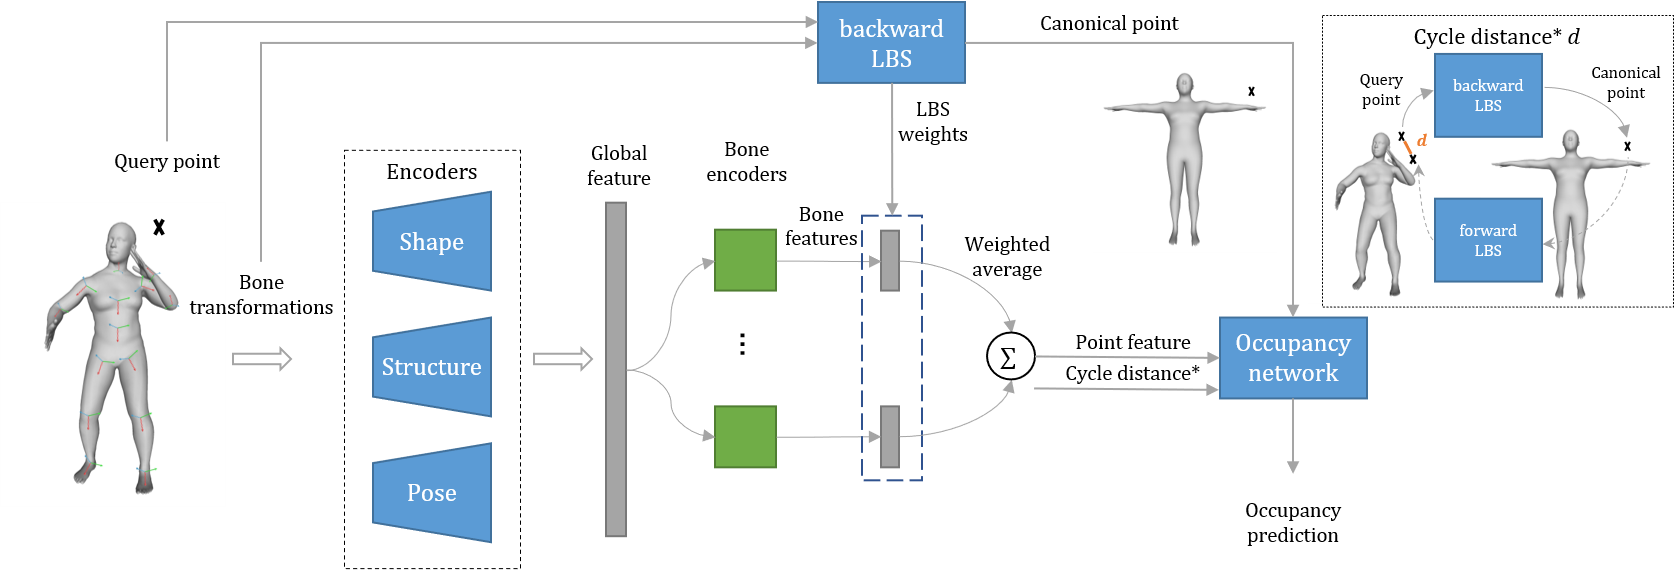 Query point
Bone
transformations
Encoders
Shape
Structure
Pose
Global
feature
Bone
encoders
...
Bone
features
backward
LBS
LBS
weights
Weighted
average
Σ
Canonical point
Point feature
Cycle distance*
Occupancy
network
Occupancy
prediction
Cycle distance* d
Query
point
backward
LBS
Canonical
point
d
forward
LBS